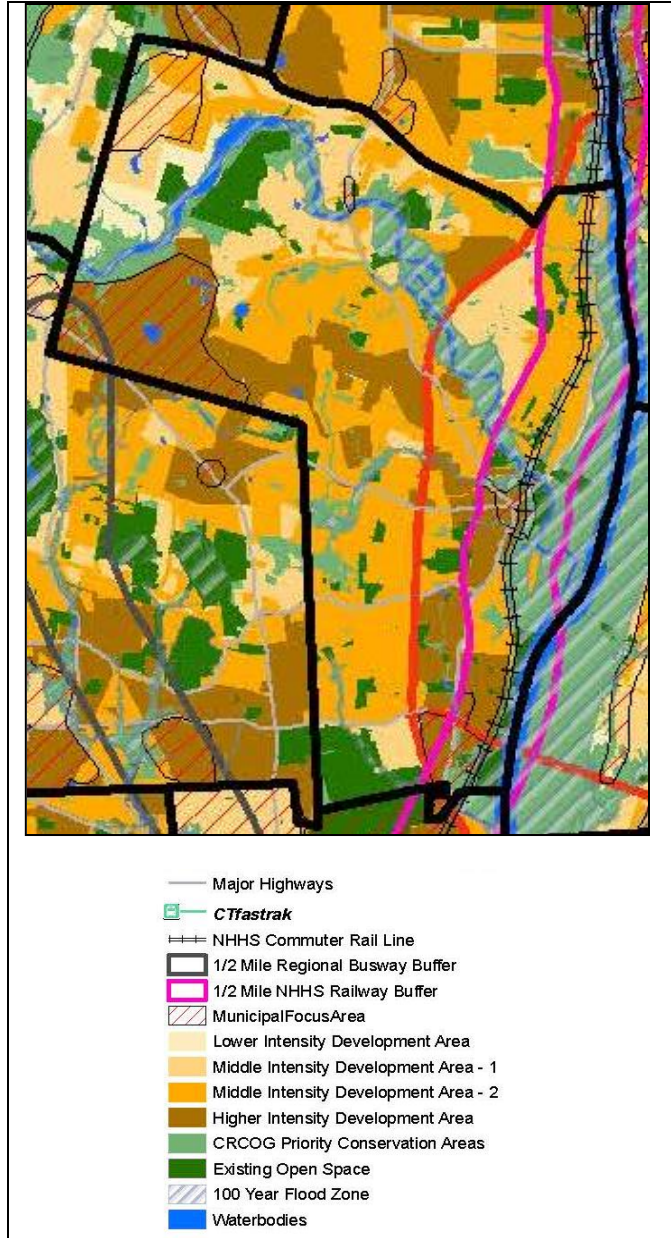 Major Highways
CTfastrak
NHHS Commuter Rail Line
1/2 Mile Regional Busway Buffer
1/2 Mile NHHS Railway Buffer
MunicipalFocusArea
Lower Intensity Development Area
Middle Intensity Development Area - 1
Middle Intensity Development Area - 2
Higher Intensity Development Area
CRCOG Priority Conservation Areas
Existing Open Space
100 Year Flood Zone
Waterbodies